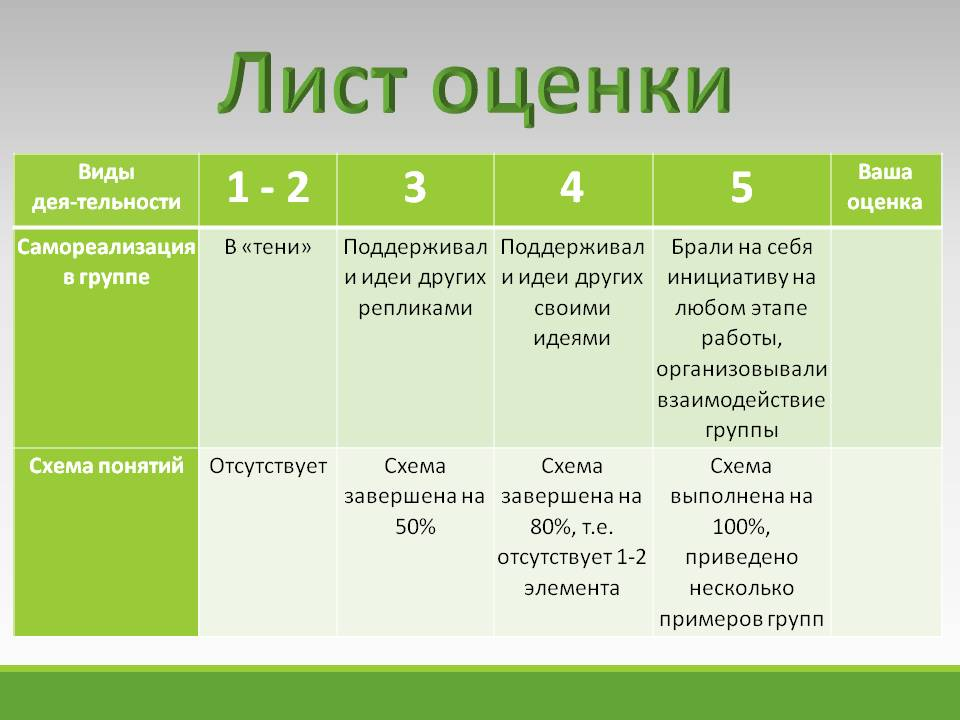 Лист оценки
Виды
дея-тельности
1 - 2
3
4
5
Ваша
оценка
Самореализация
в группе
В «тени»
Поддерживал
и идеи других
репликами
Поддерживал
и идеи других
своими
идеями
Брали на себя
инициативу на
любом этапе
работы,
организовывали
взаимодействие
группы
Схема понятий
Отсутствует
Схема
завершена на
50%
Схема
завершена на
80%, т.е.
отсутствует 1-2
элемента
Схема
выполнена на
100%,
приведено
несколько
примеров групп